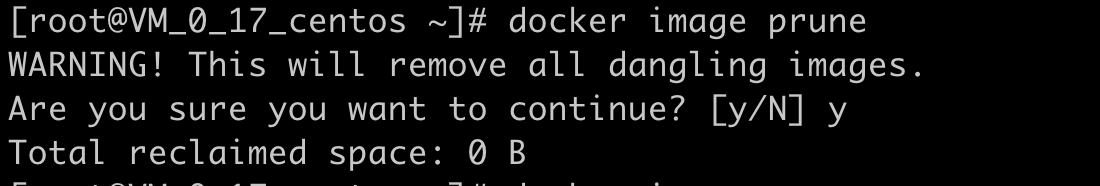 [root@VM_0_17_centos ~]# docker image prune
WARNING! This will remove all dangling images.
Are you sure you want to continue? [y/N] y
Total reclaimed space: 0 B